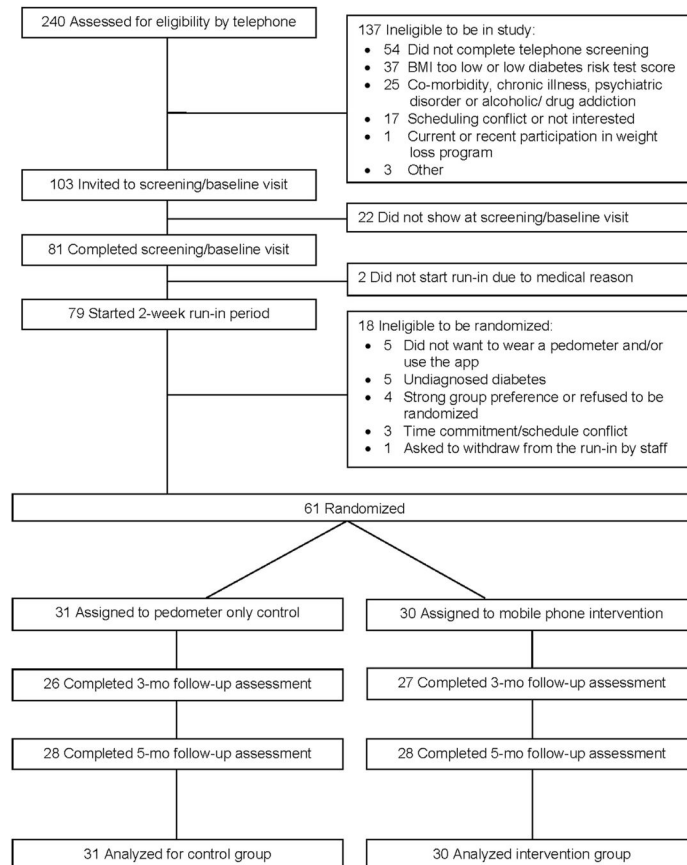 240 Assessed for eligibility by telephone
137 Ineligible to be in study:
• 54 Did not complete telephone screening
• 37 BMI too low or low diabetes risk test score
• 25 Co-morbidity, chronic illness, psychiatric
disorder or alcoholic/ drug addiction
• 17 Scheduling conflict or not interested
• 1 Current or recent participation in weight
loss program
• 3 Other
103 Invited to screening/baseline visit
22 Did not show at screening/baseline visit
81 Completed screening/baseline visit
2 Did not start run-in due to medical reason
79 Started 2-week run-in period
18 Ineligible to be randomized:
• 5 Did not want to wear a pedometer and/or
use the app
• 5 Undiagnosed diabetes
• 4 Strong group preference or refused to be
randomized
• 3 Time commitment/schedule conflict
• 1 Asked to withdraw from the run-in by staff
61 Randomized
31 Assigned to pedometer only control
30 Assigned to mobile phone intervention
26 Completed 3-mo follow-up assessment
27 Completed 3-mo follow-up assessment
28 Completed 5-mo follow-up assessment
28 Completed 5-mo follow-up assessment
31 Analyzed for control group
30 Analyzed intervention group